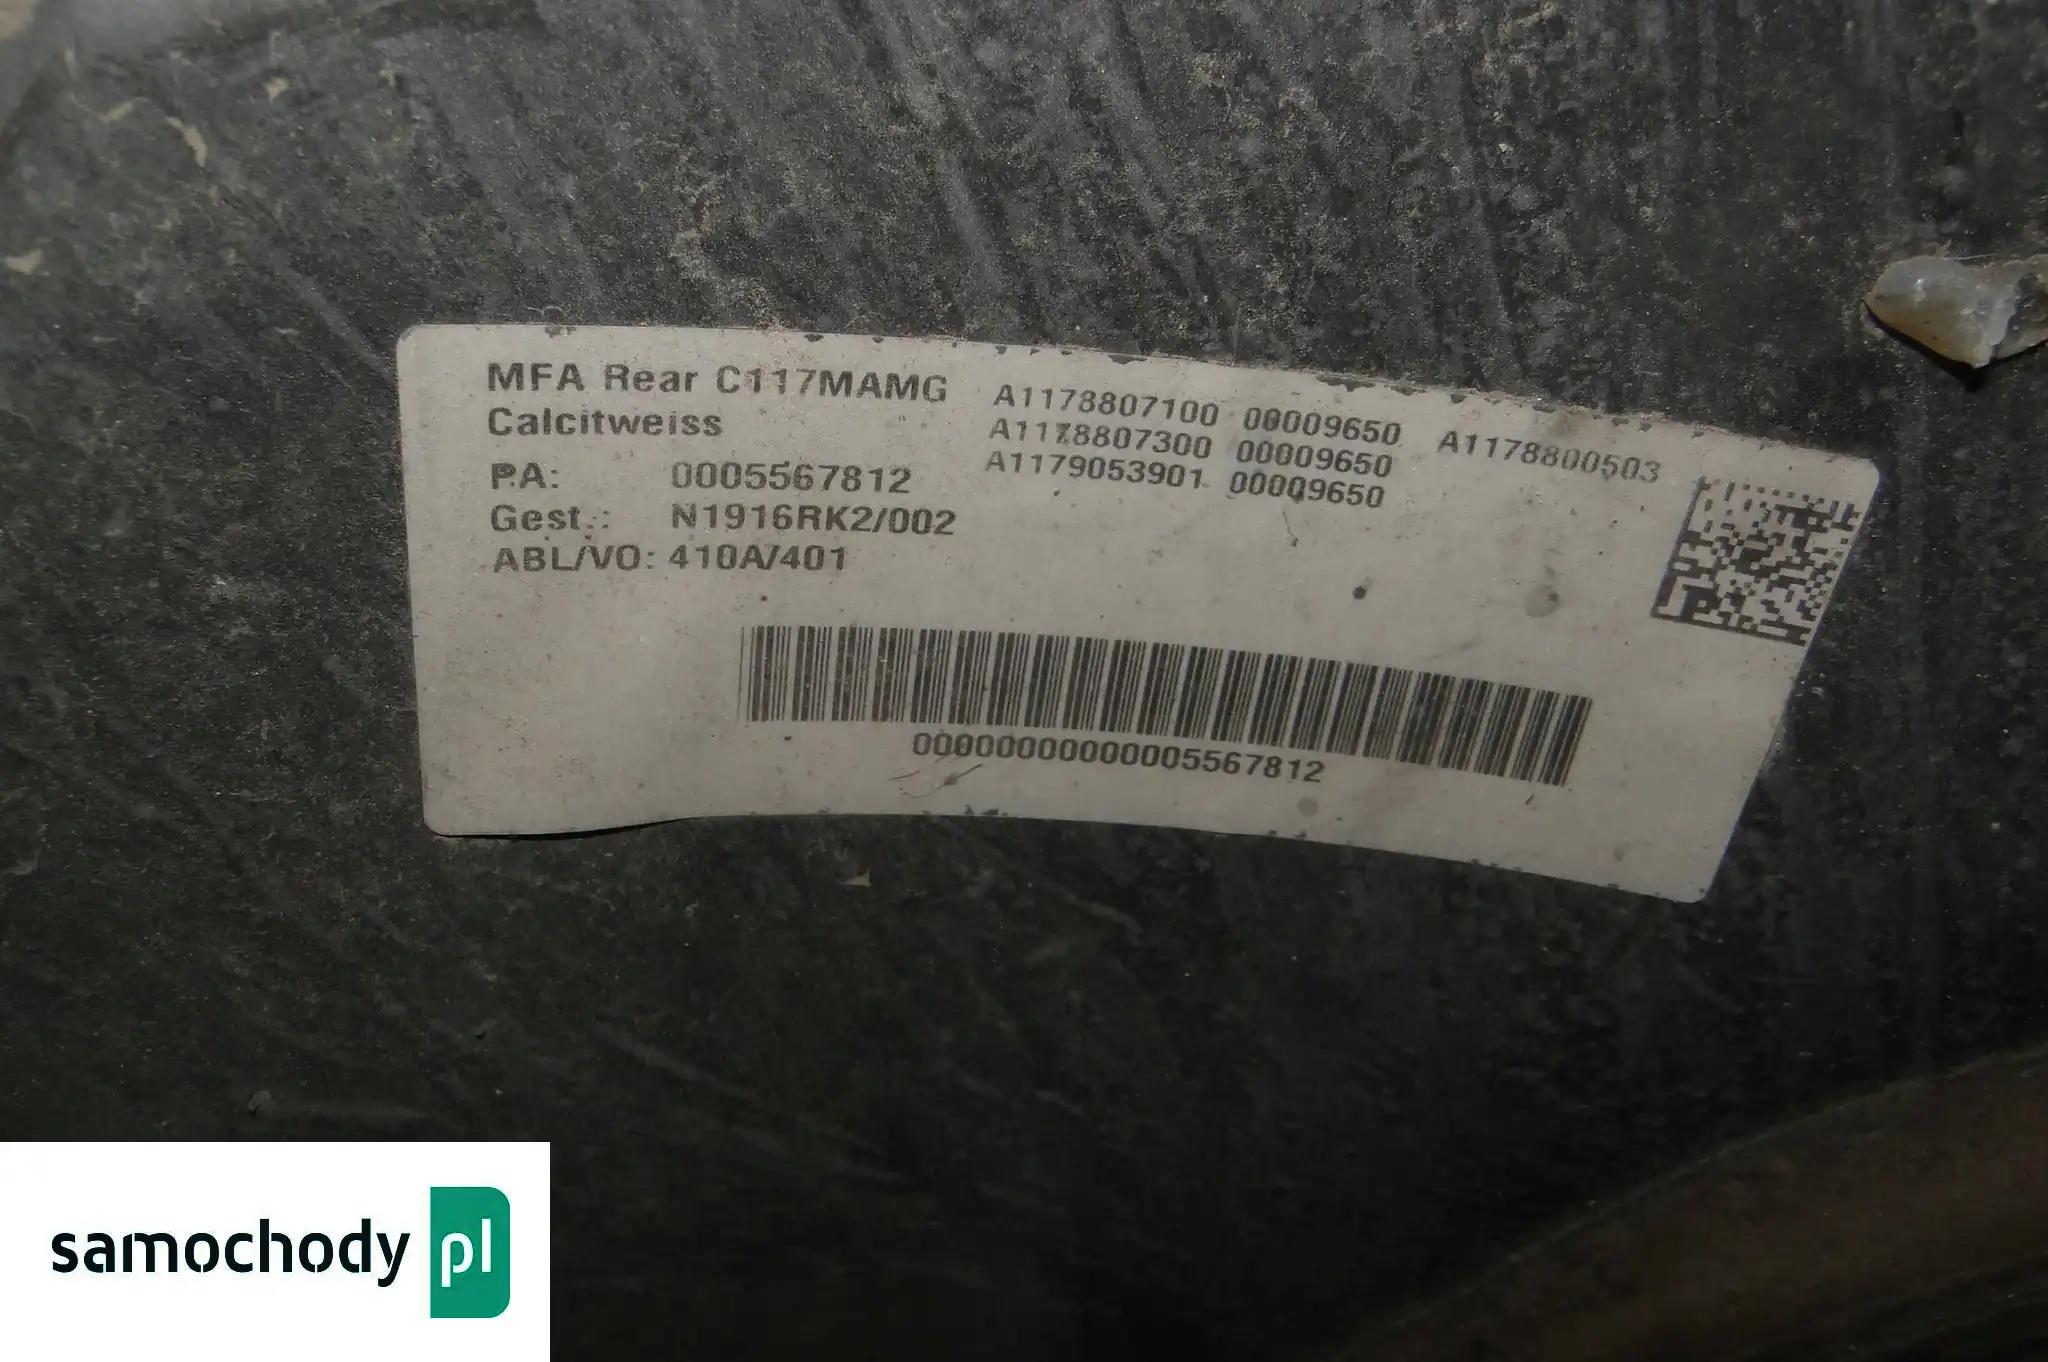 MFA Rear C117MAMG
Calcitweiss
PA: 0005567812
Gest.: N1916RK2/002
ABL/VO: 410A/401
A1178807100 00009650 A1178800503
A1178807300 00009650
A1179053901 00009650
00000000000005567812
samochody pl